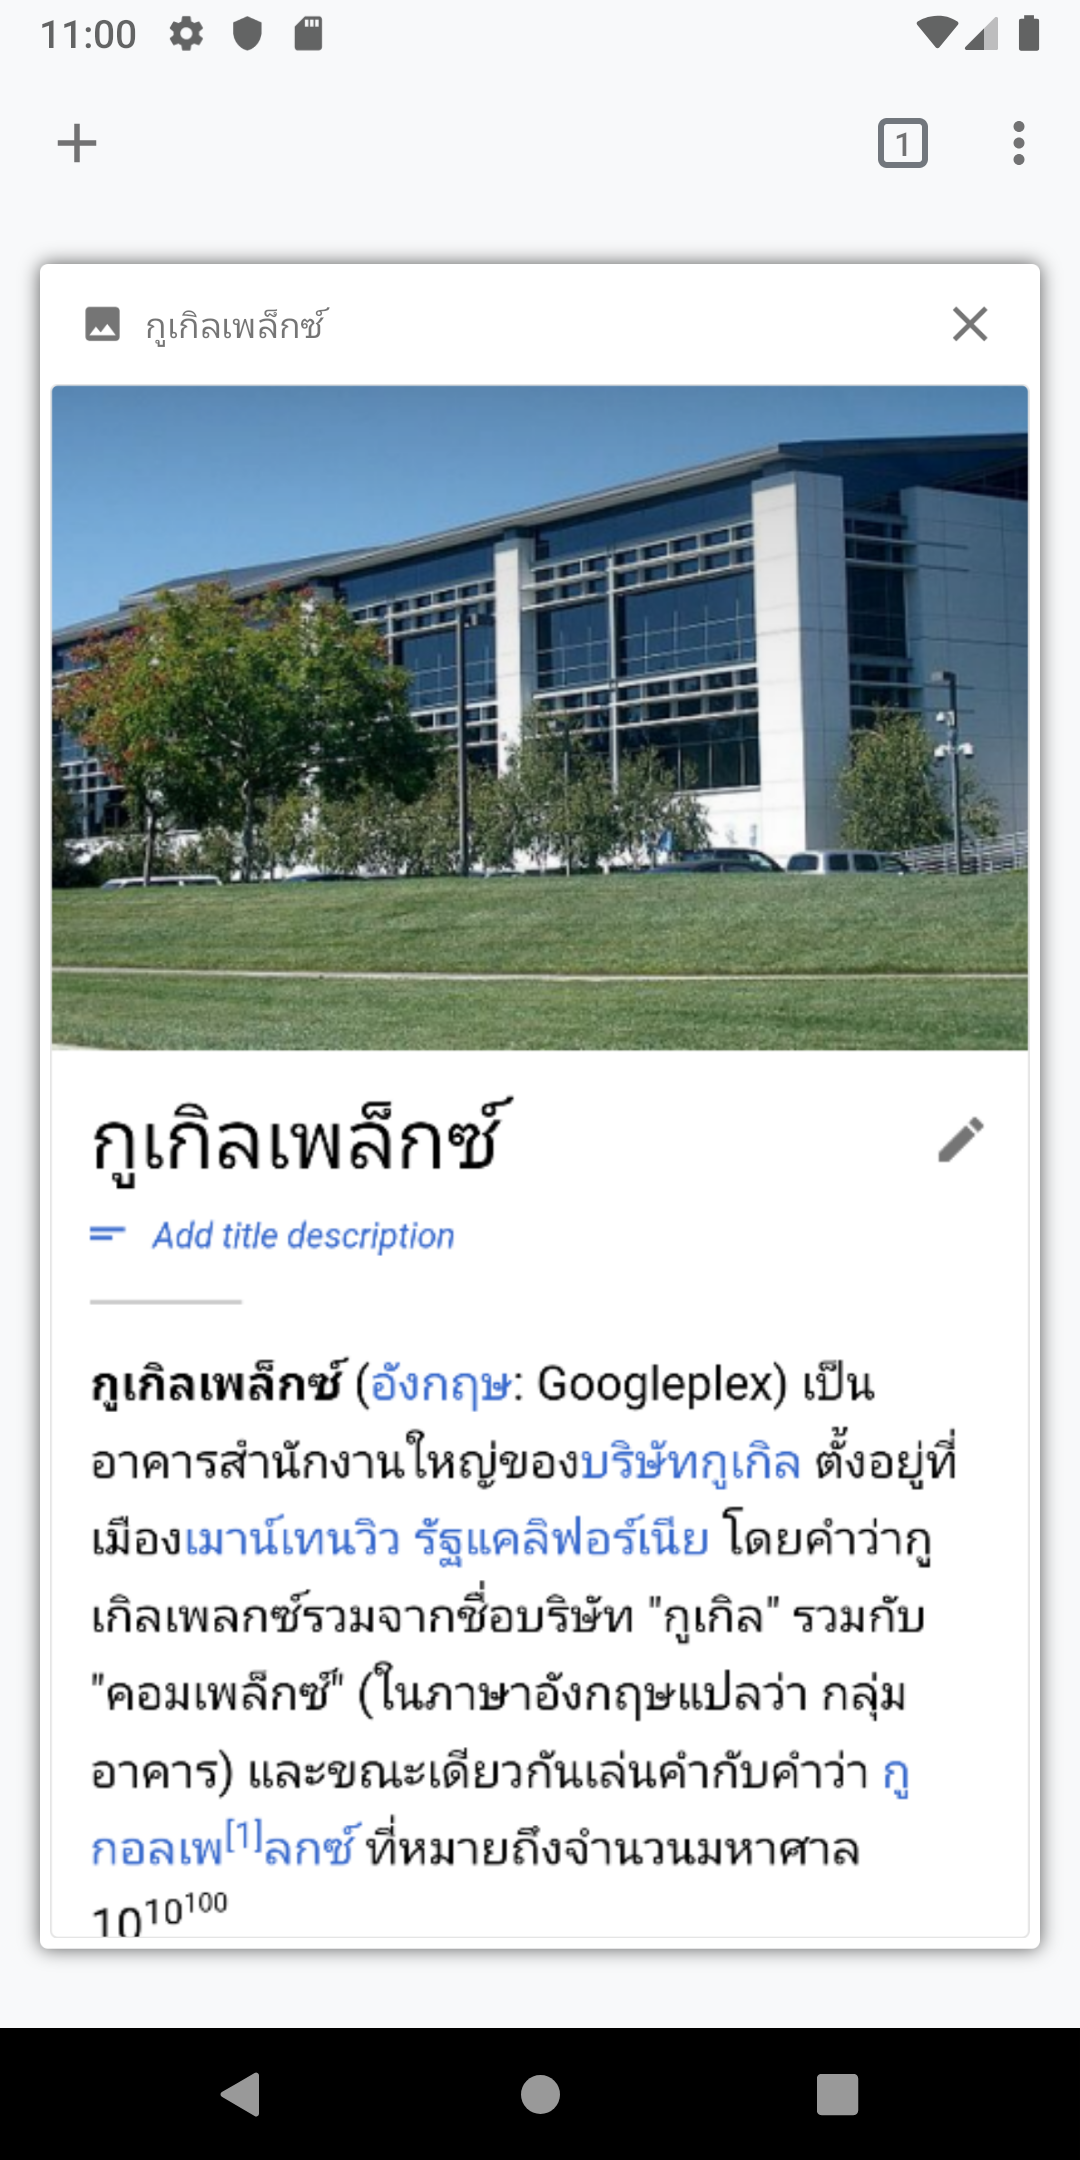 11:00
1
กูเกิลเพล็กซ์
กูเกิลเพล็กซ์
Add title description
กูเกิลเพล็กซ์ (อังกฤษ: Googleplex) เป็น
อาคารสำนักงานใหญ่ของบริษัทกูเกิล ตั้งอยู่ที่
เมืองเมาน์เทนวิว รัฐแคลิฟอร์เนีย โดยคำว่ากู
เกิลเพลกซ์รวมจากชื่อบริษัท "กูเกิล" รวมกับ
"คอมเพล็กซ์" (ในภาษาอังกฤษแปลว่า กลุ่ม
อาคาร) และขณะเดียวกันเล่นคำกับคำว่า กู
กอลเพ[1]ลกซ์ ที่หมายถึงจำนวนมหาศาล
10^10^100